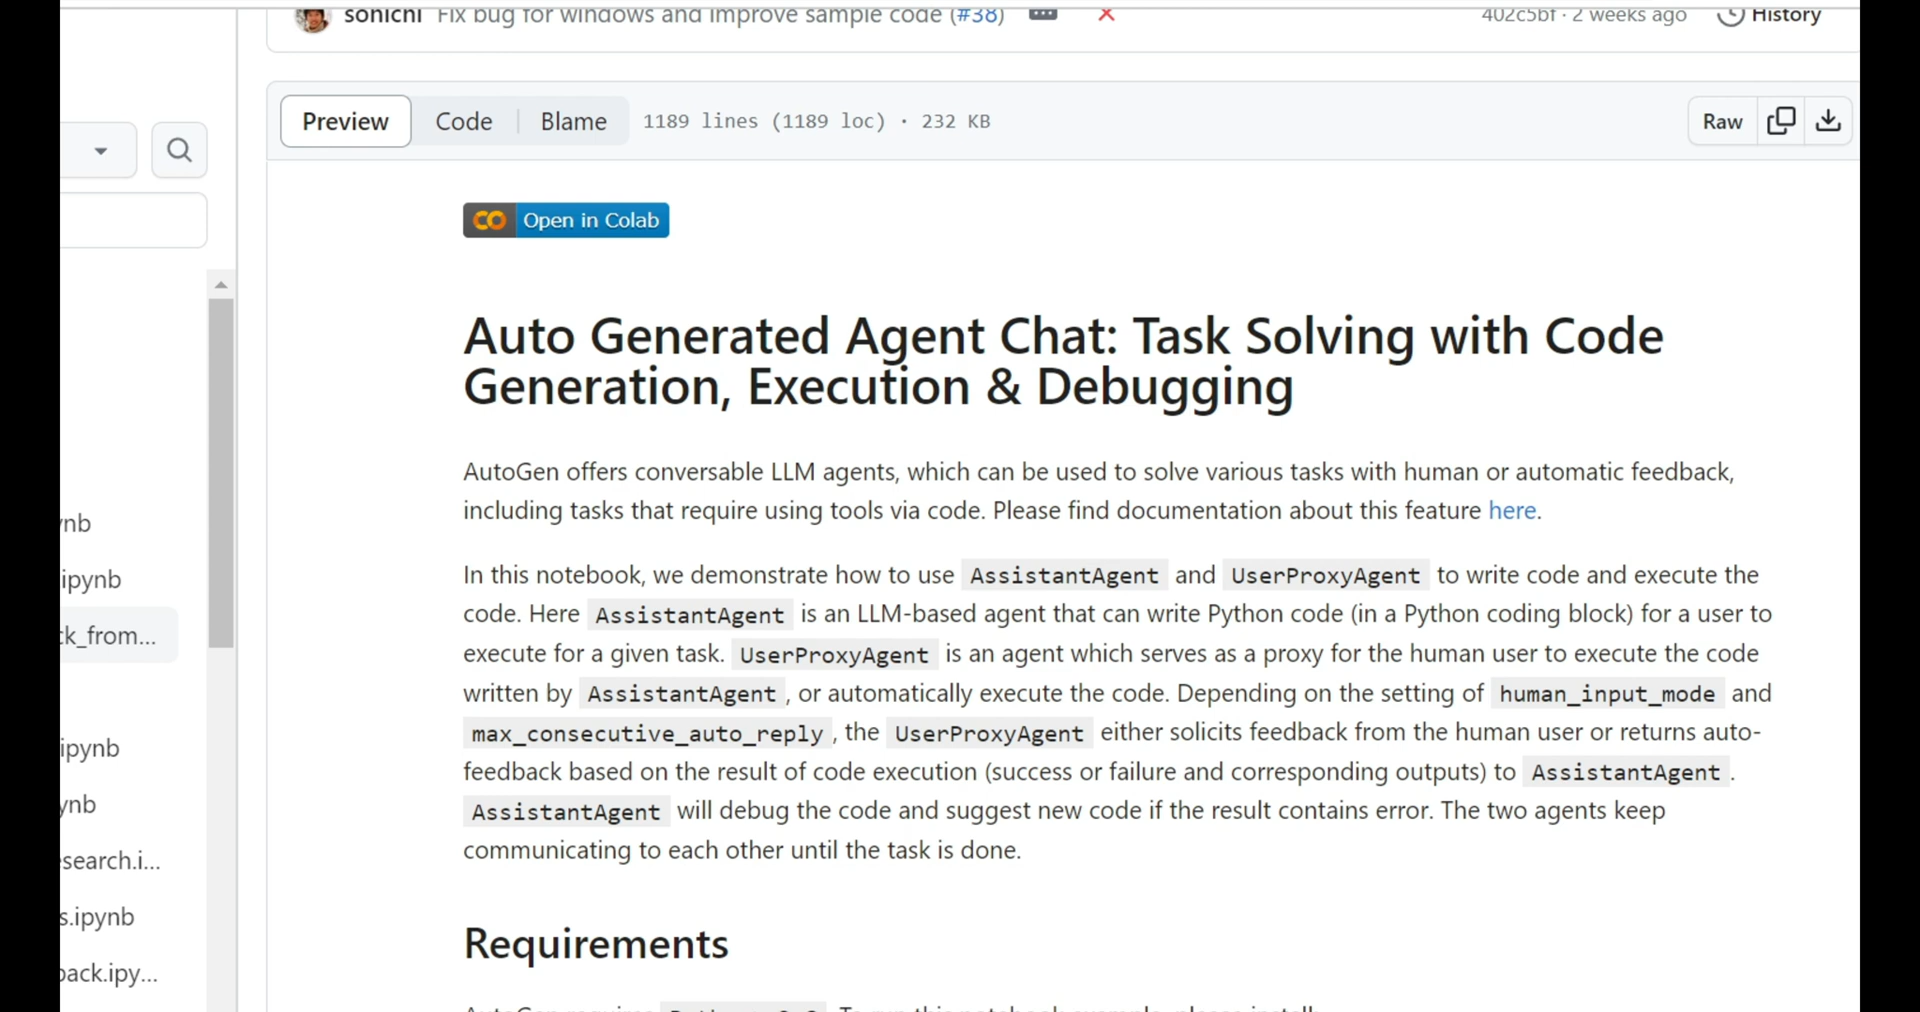 sonichi Fix bug for windows and improve sample code (#38) 402c5bf · 2 weeks ago History
Preview Code Blame 1189 lines (1189 loc) · 232 KB Raw
Open in Colab
Auto Generated Agent Chat: Task Solving with Code
Generation, Execution & Debugging
AutoGen offers conversable LLM agents, which can be used to solve various tasks with human or automatic feedback,
including tasks that require using tools via code. Please find documentation about this feature here.
In this notebook, we demonstrate how to use AssistantAgent and UserProxyAgent to write code and execute the
code. Here AssistantAgent is an LLM-based agent that can write Python code (in a Python coding block) for a user to
execute for a given task. UserProxyAgent is an agent which serves as a proxy for the human user to execute the code
written by AssistantAgent , or automatically execute the code. Depending on the setting of human_input_mode and
max_consecutive_auto_reply , the UserProxyAgent either solicits feedback from the human user or returns auto-
feedback based on the result of code execution (success or failure and corresponding outputs) to AssistantAgent .
AssistantAgent will debug the code and suggest new code if the result contains error. The two agents keep
communicating to each other until the task is done.
Requirements
ynb
ipynb
ck_from...
ipynb
ynb
search.i...
s.ipynb
back.ipy...